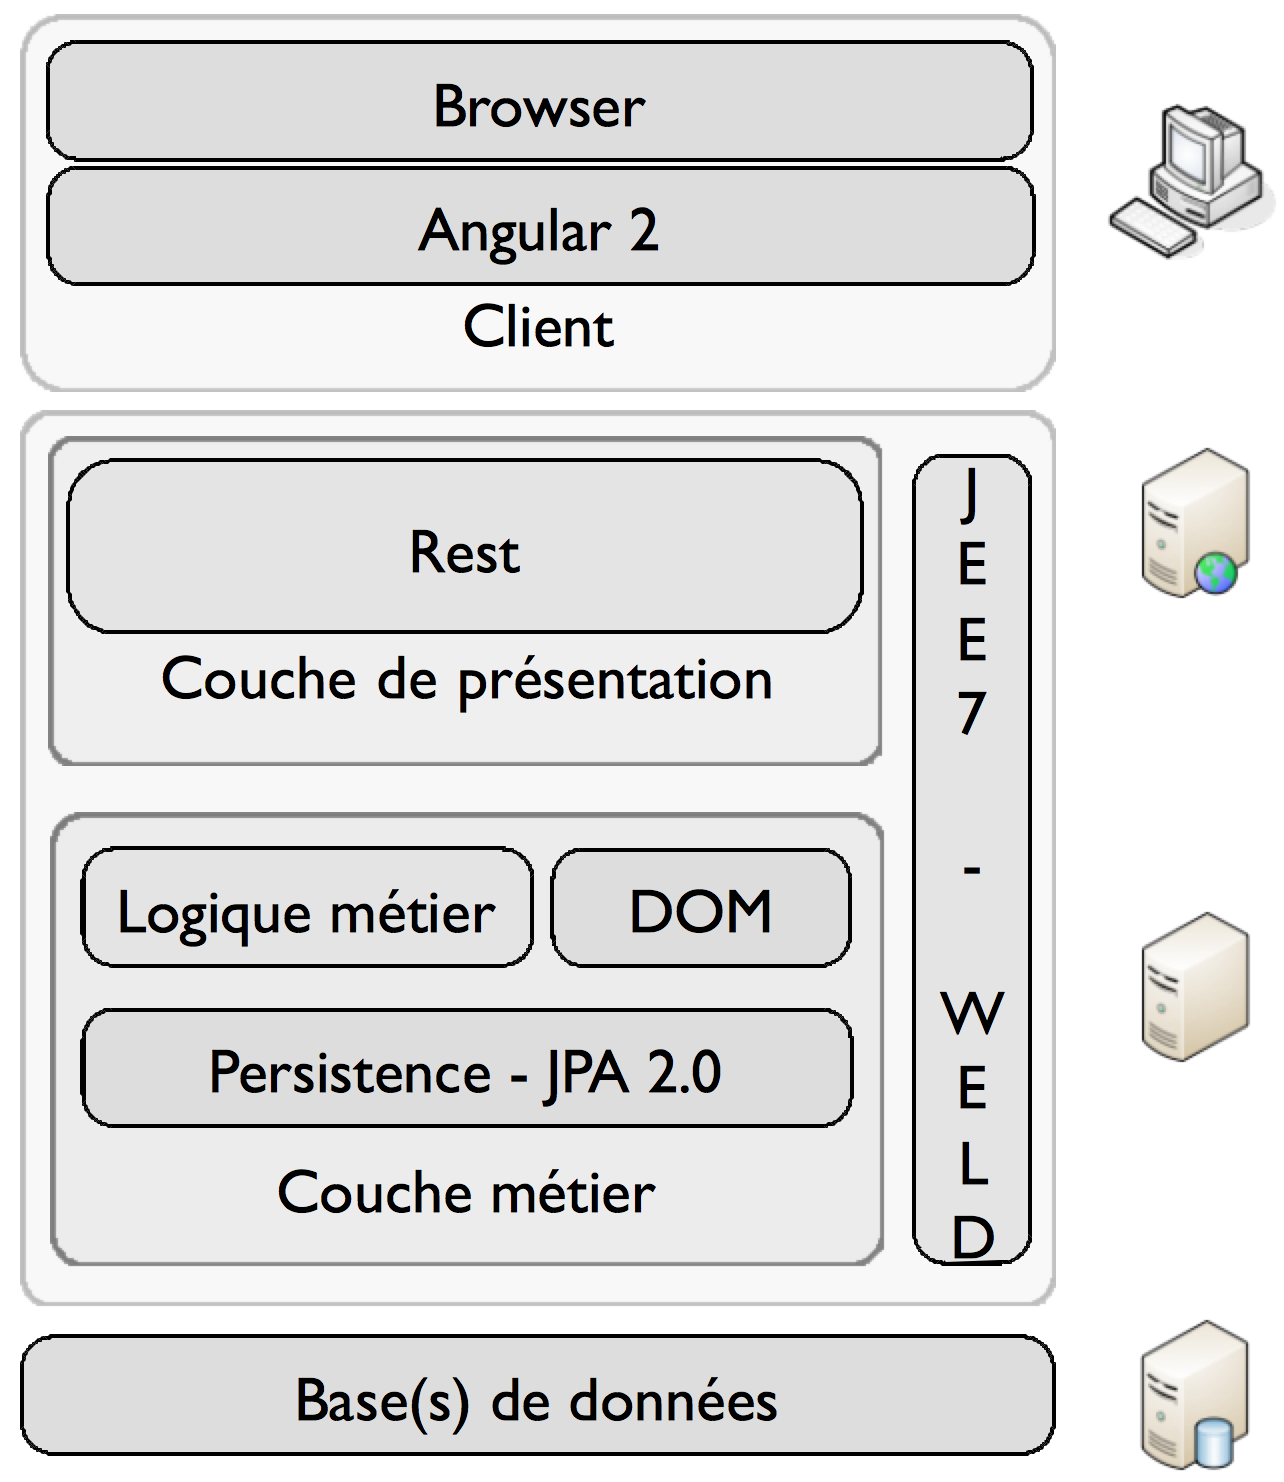 Browser
Angular 2
Client
Rest
Couche de présentation
Logique métier
DOM
Persistence - JPA 2.0
Couche métier
J
E
E
7
-
W
E
L
D
Base(s) de données